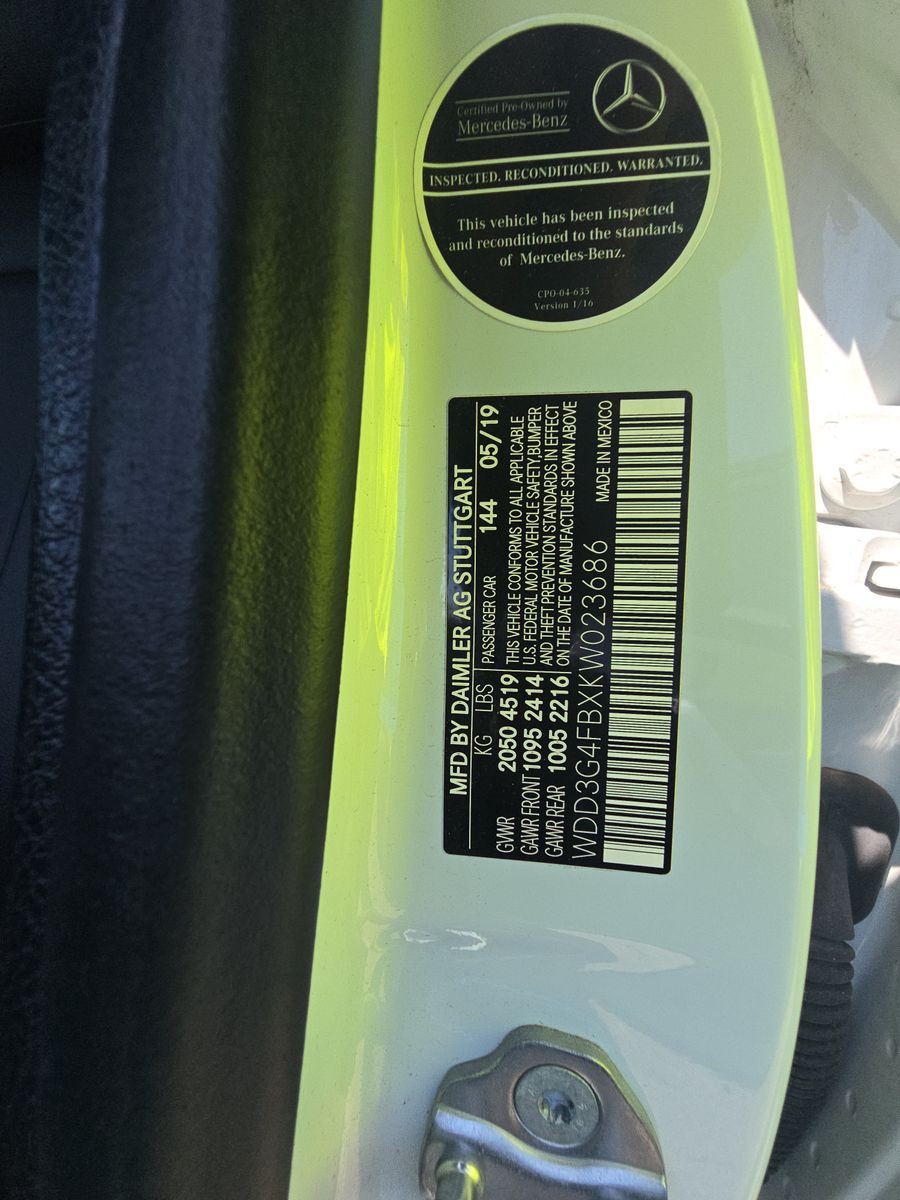 Certified Pre-Owned by
Mercedes-Benz
INSPECTED. RECONDITIONED. WARRANTED.
This vehicle has been inspected
and reconditioned to the standards
of Mercedes-Benz.
CPO-04-635
Version 1/16
MFD BY DAIMLER AG STUTTGART
KG LBS PASSENGER CAR 144 05/19
GVWR 2050 4519 THIS VEHICLE CONFORMS TO ALL APPLICABLE
GAWR FRONT 1095 2414 U.S. FEDERAL MOTOR VEHICLE SAFETY, BUMPER
GAWR REAR 1005 2216 AND THEFT PREVENTION STANDARDS IN EFFECT
ON THE DATE OF MANUFACTURE SHOWN ABOVE
WDD3G4FBXKW023686 MADE IN MEXICO